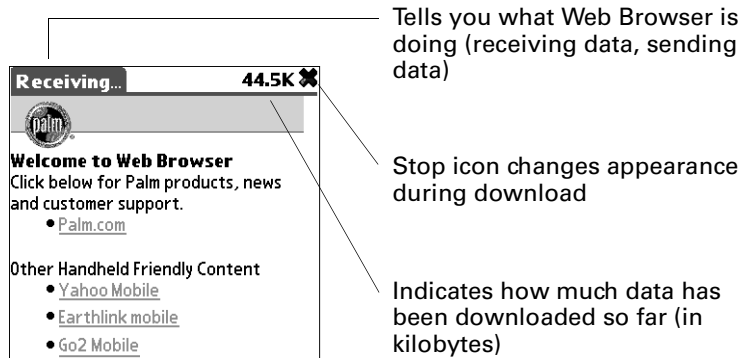 Tells you what Web Browser is
doing (receiving data, sending
data)
Receiving...
44.5K
palm
Welcome to Web Browser
Click below for Palm products, news
and customer support.
• Palm.com
Other Handheld Friendly Content
• Yahoo Mobile
• Earthlink mobile
• Go2 Mobile
Stop icon changes appearance
during download
Indicates how much data has
been downloaded so far (in
kilobytes)